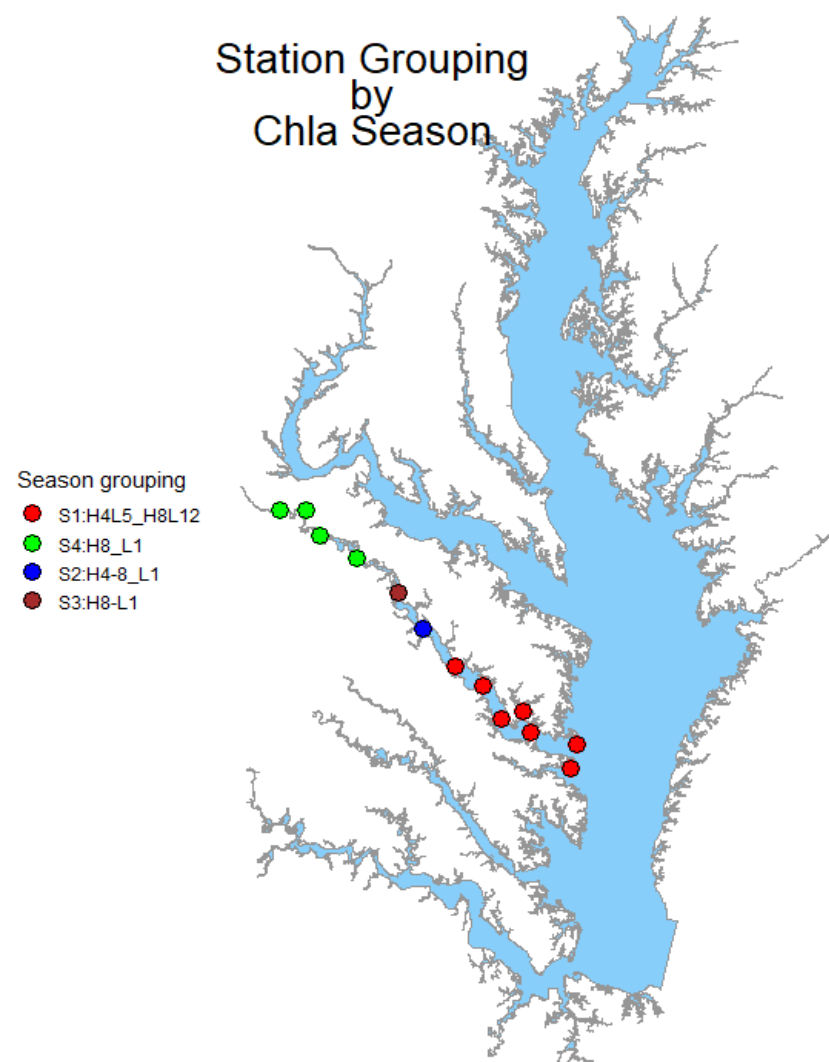 Station Grouping
by
Chla Season
Season grouping
S1:H4L5_H8L12
S4:H8_L1
S2:H4-8_L1
S3:H8-L1